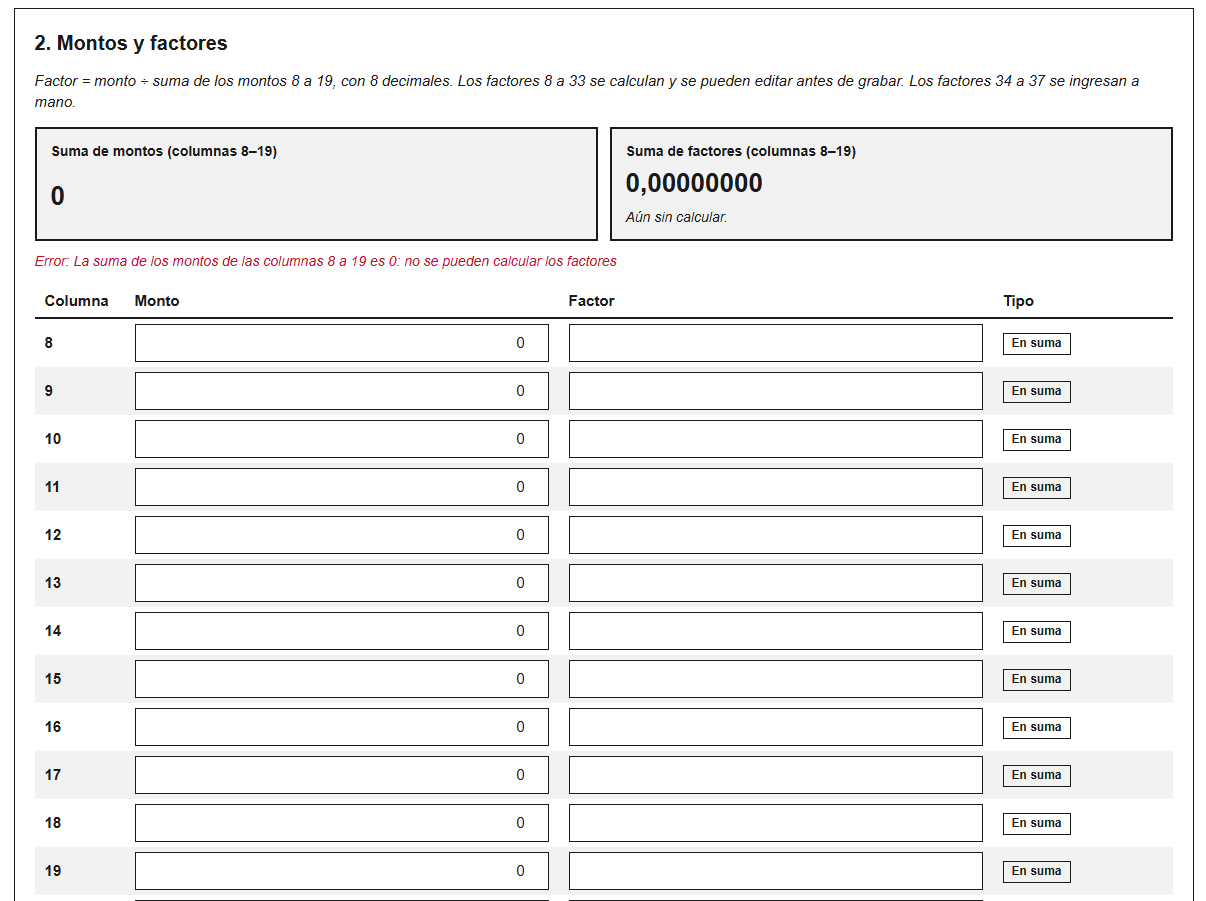 2. Montos y factores
Factor = monto ÷ suma de los montos 8 a 19, con 8 decimales. Los factores 8 a 33 se calculan y se pueden editar antes de grabar. Los factores 34 a 37 se ingresan a
mano.
Suma de montos (columnas 8–19)
0
Suma de factores (columnas 8–19)
0,00000000
Aún sin calcular.
Error: La suma de los montos de las columnas 8 a 19 es 0: no se pueden calcular los factores
Columna Monto Factor Tipo
8 0 En suma
9 0 En suma
10 0 En suma
11 0 En suma
12 0 En suma
13 0 En suma
14 0 En suma
15 0 En suma
16 0 En suma
17 0 En suma
18 0 En suma
19 0 En suma